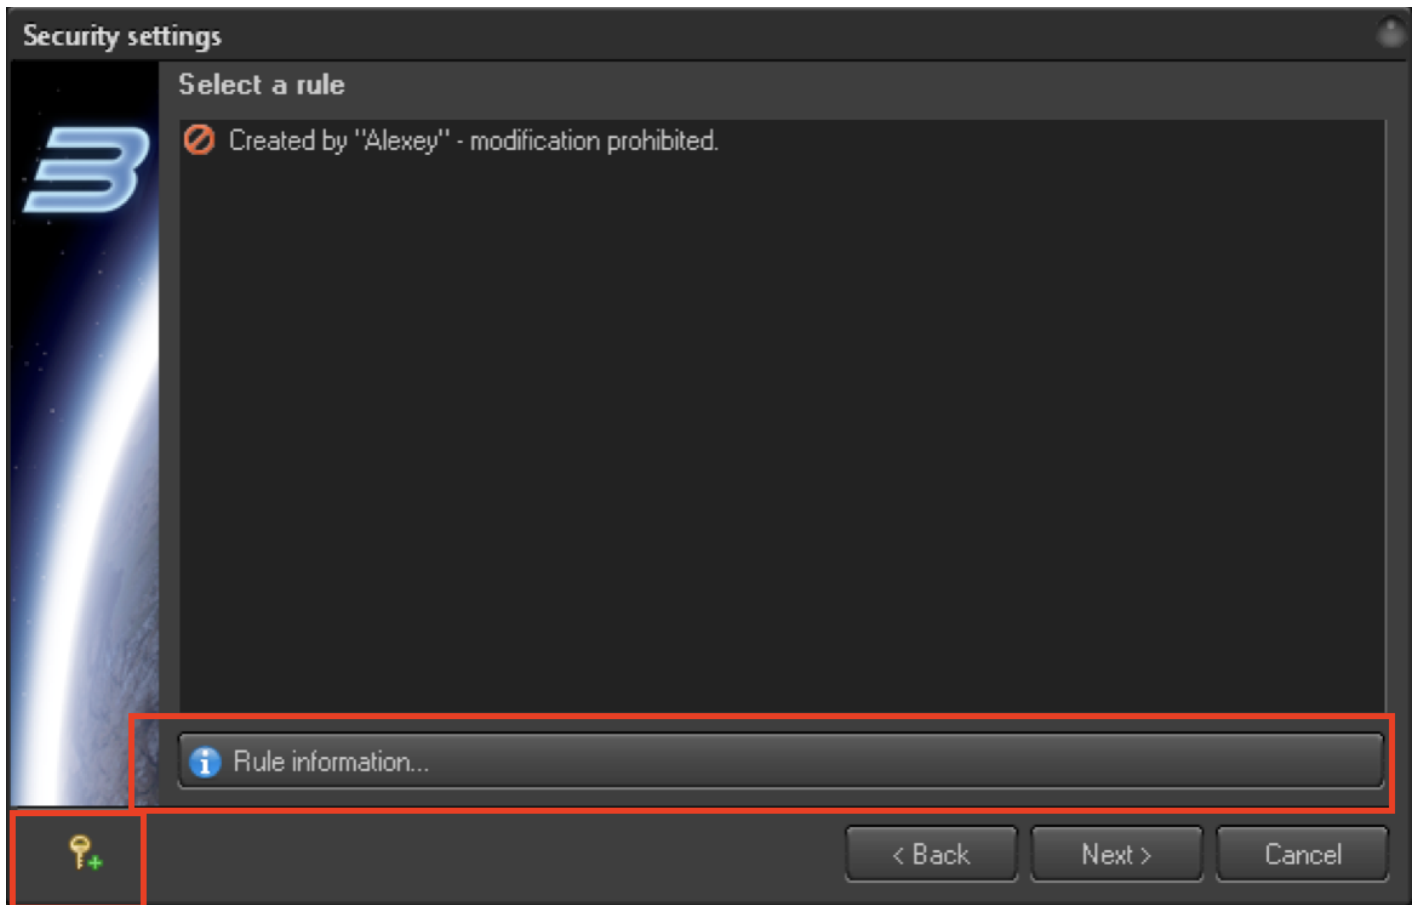 Security settings
Select a rule
Created by "Alexey" - modification prohibited.
Rule information...
< Back
Next >
Cancel